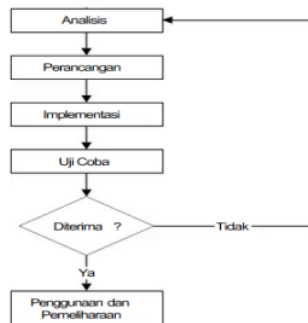 Analisis
Perancangan
Implementasi
Uji Coba
Diterima ?
Tidak
Ya
Penggunaan dan
Pemeliharaan